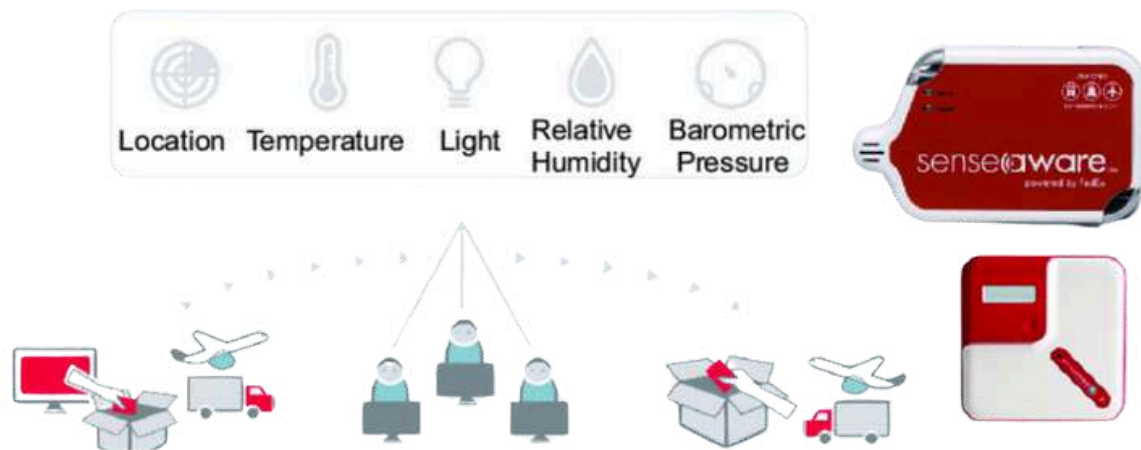 Location
Temperature
Light
Relative
Humidity
Barometric
Pressure
senseaware
powered by FedEx